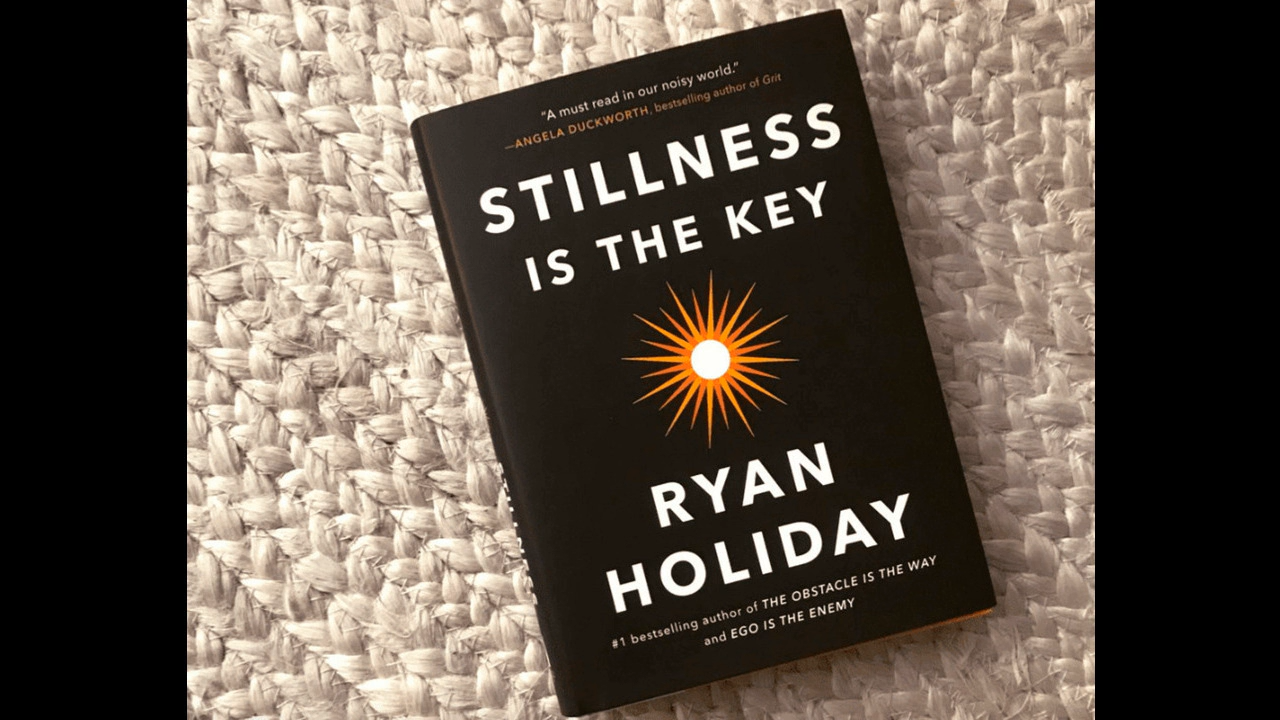 “A must read in our noisy world.”
—ANGELA DUCKWORTH, bestselling author of Grit
STILLNESS
IS THE KEY
RYAN
HOLIDAY
#1 bestselling author of THE OBSTACLE IS THE WAY
and EGO IS THE ENEMY